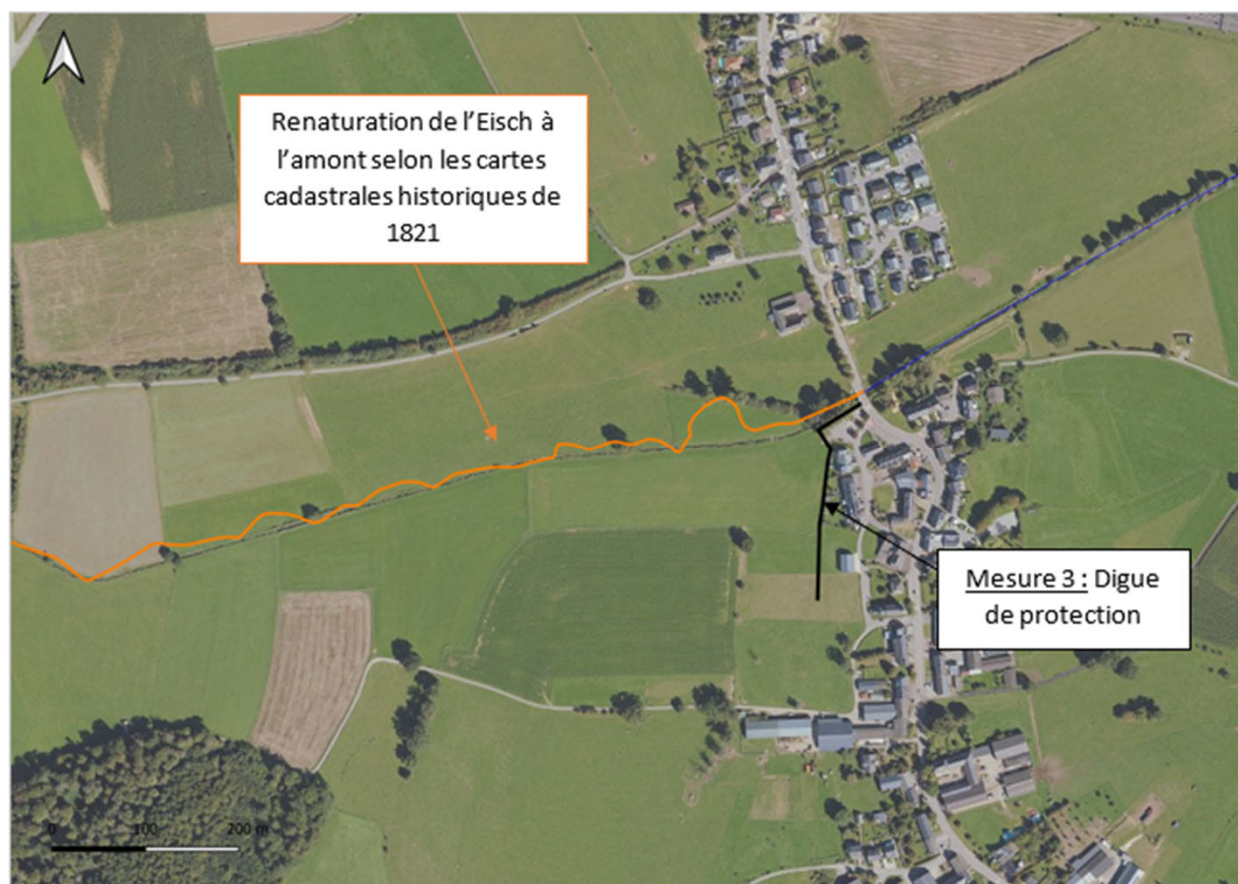 Renaturation de l’Eisch à
l’amont selon les cartes
cadastrales historiques de
1821
Mesure 3 : Digue
de protection
0 100 200 m